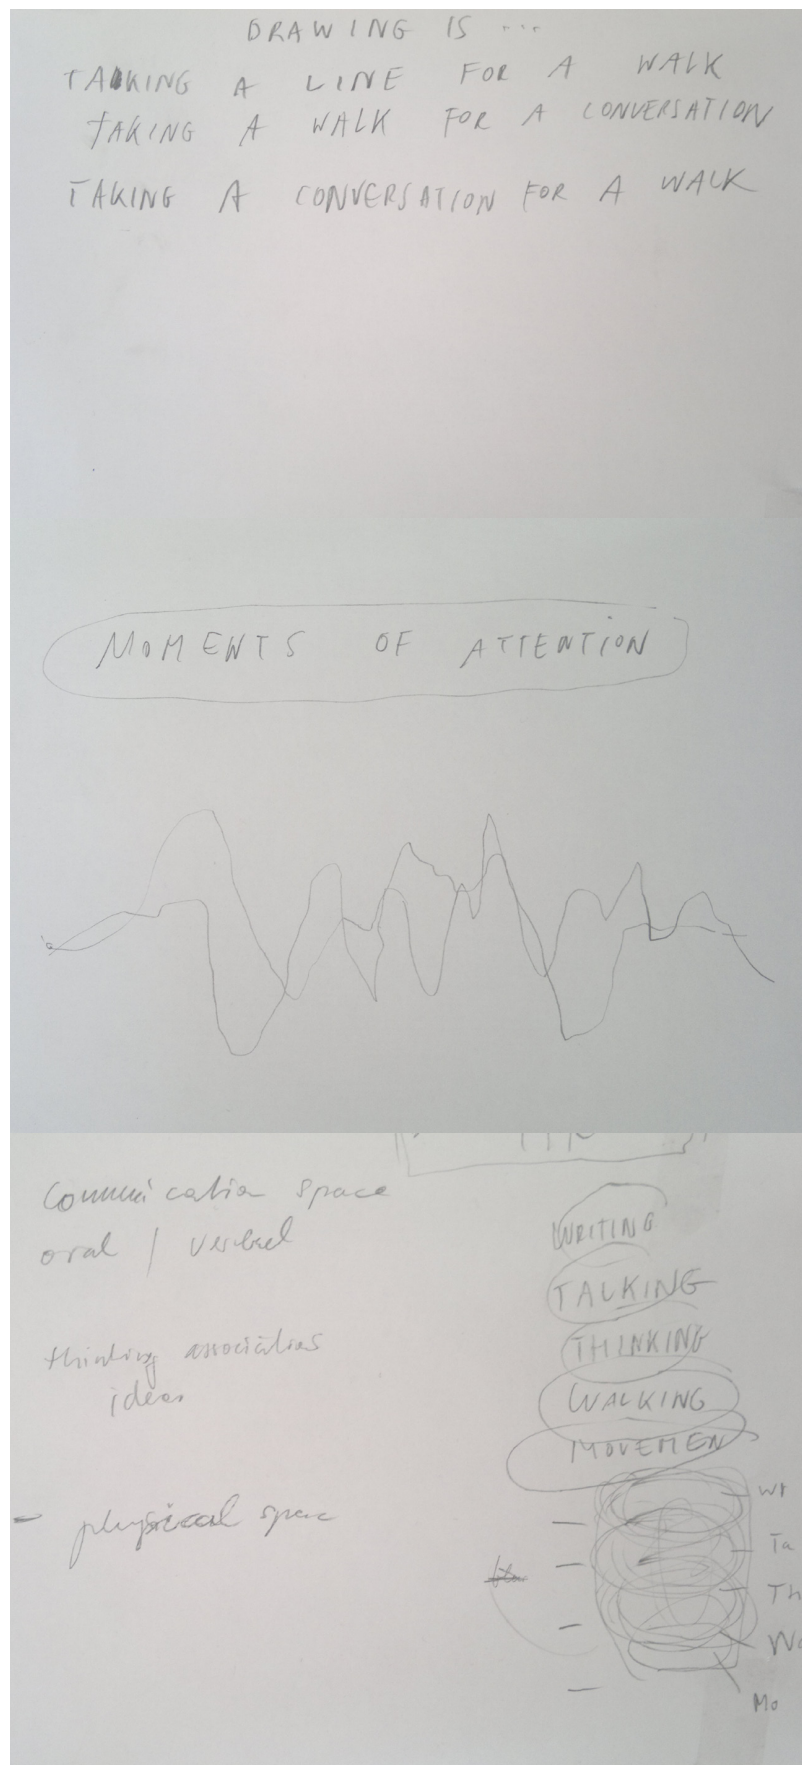 DRAWING IS ...
TAKING A LINE FOR A WALK
TAKING A WALK FOR A CONVERSATION
TAKING A CONVERSATION FOR A WALK
MOMENTS OF ATTENTION
Communication space
oral / verbal
thinking associations
ideas
- physical space
WRITING
TALKING
THINKING
WALKING
MOVEMEN
Wr
Ta
Th
Wa
Mo